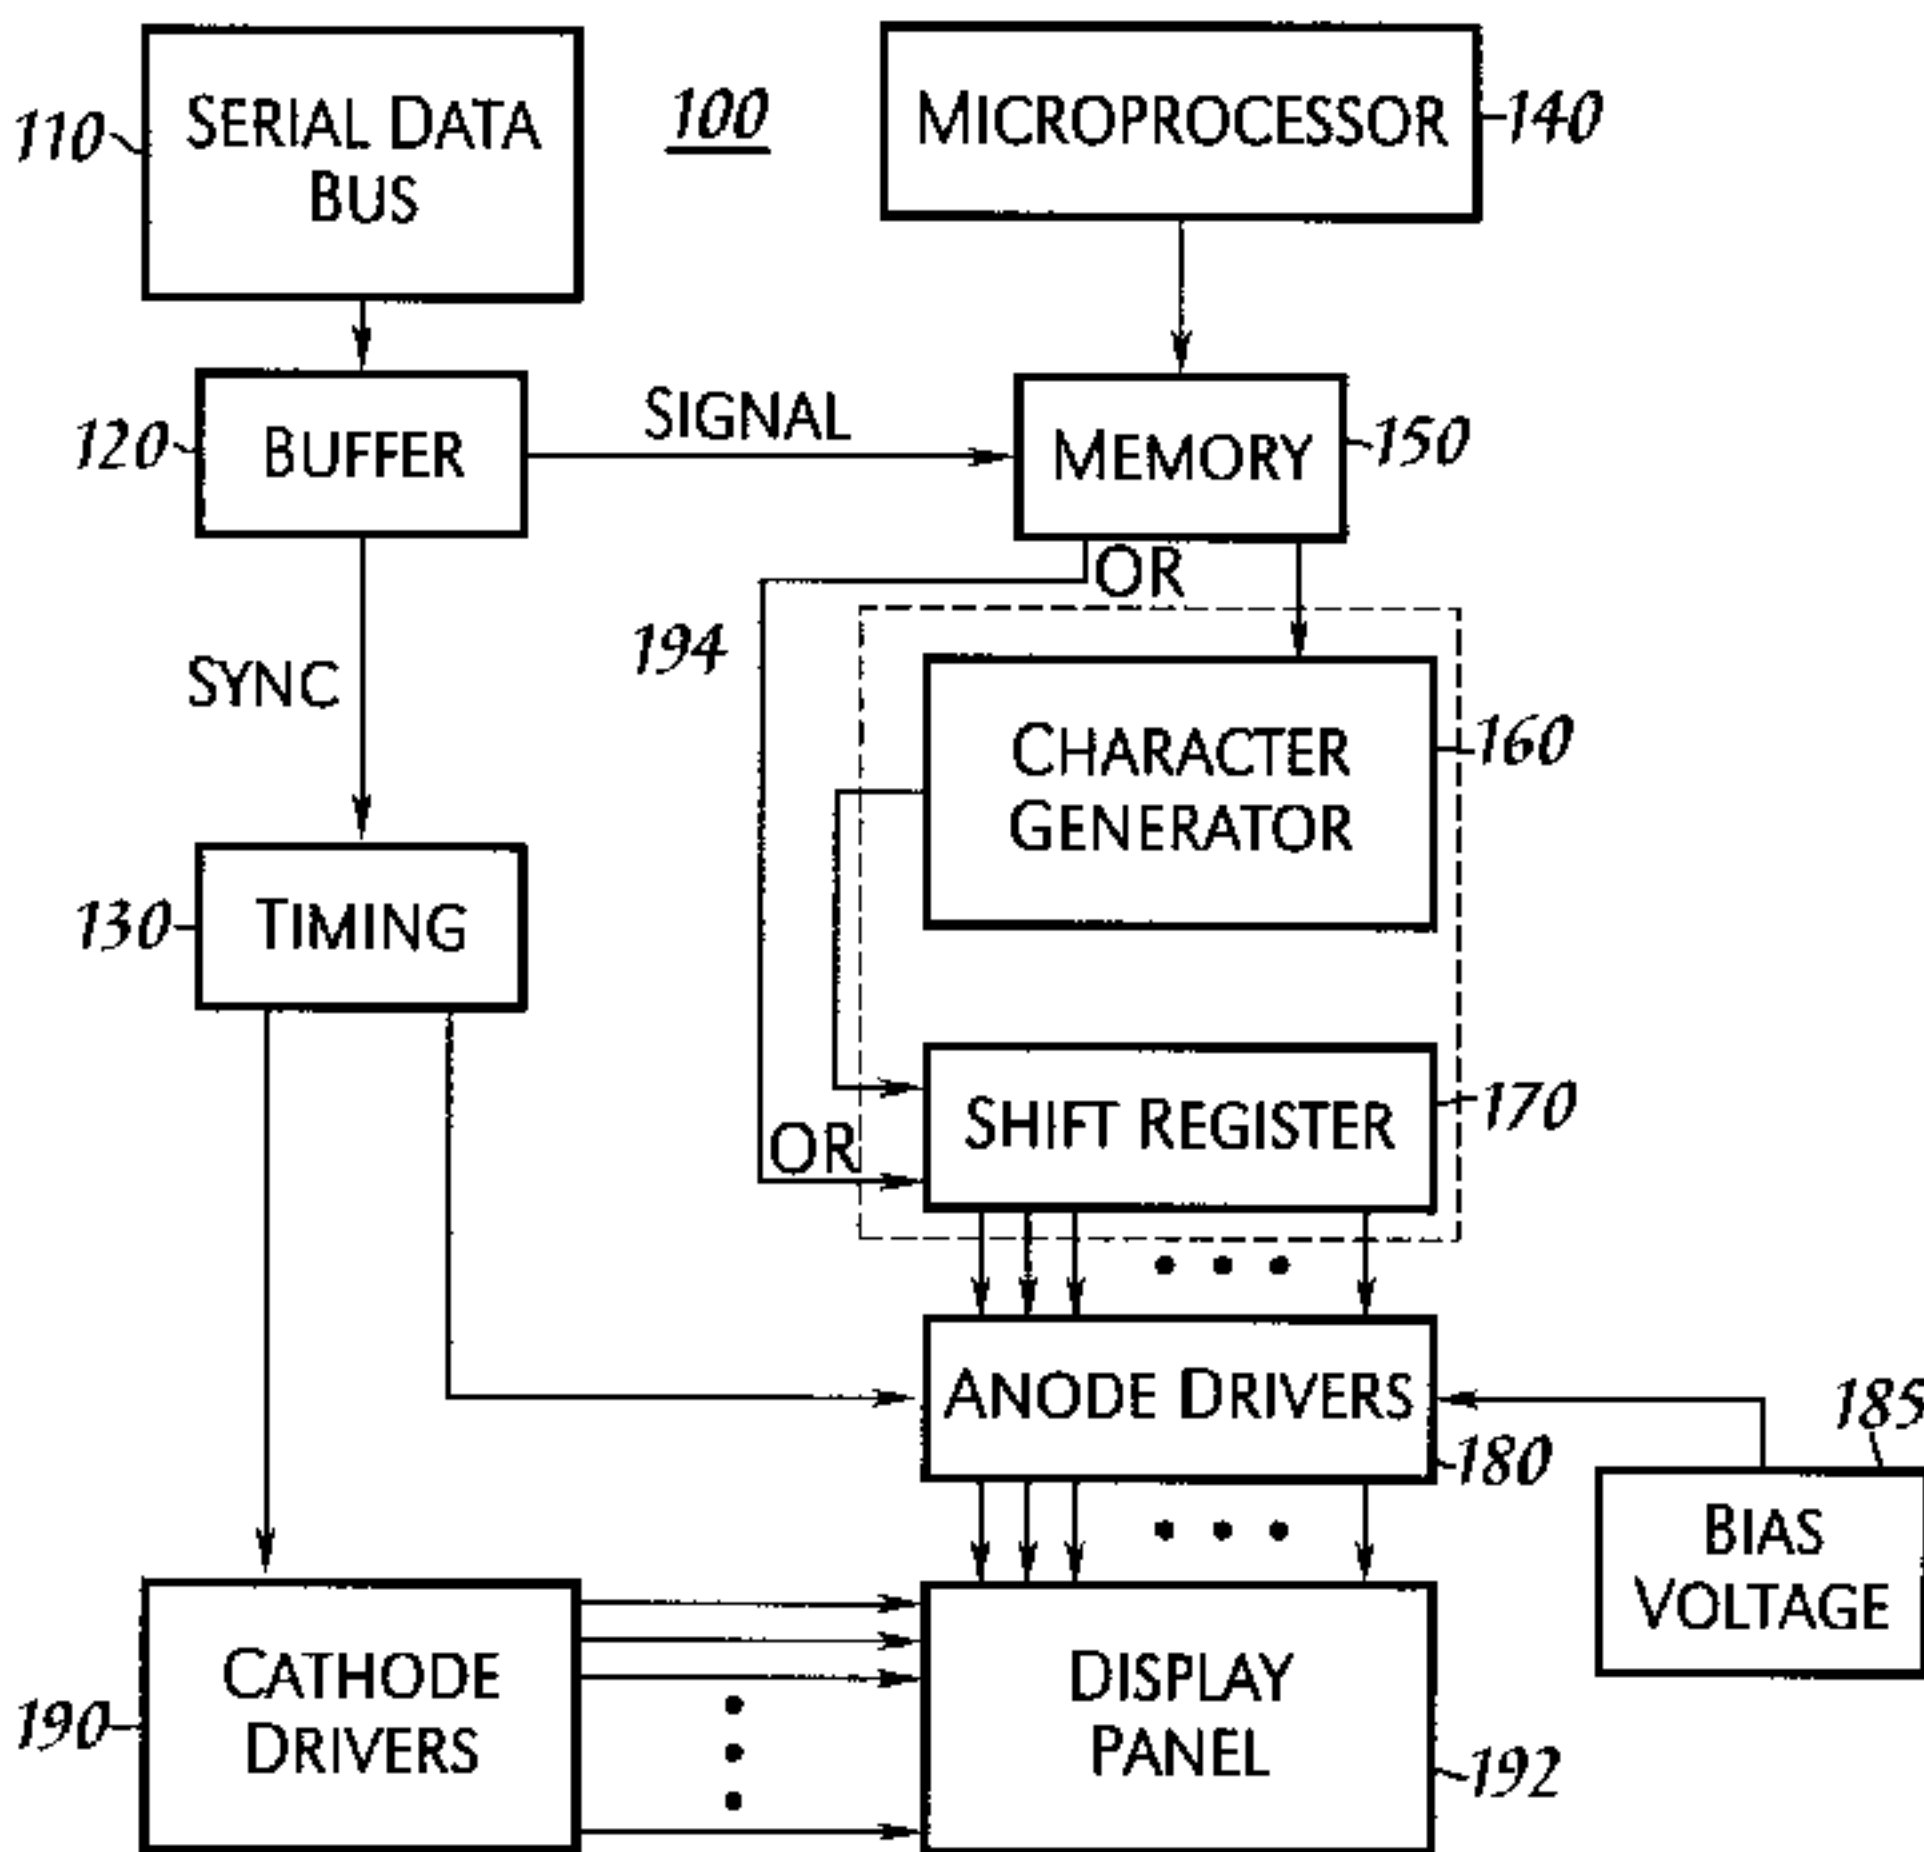 SERIAL DATA
BUS
110
100
MICROPROCESSOR
140
BUFFER
120
SIGNAL
MEMORY
150
OR
194
SYNC
CHARACTER
GENERATOR
160
TIMING
130
SHIFT REGISTER
170
OR
ANODE DRIVERS
180
185
BIAS
VOLTAGE
CATHODE
DRIVERS
190
DISPLAY
PANEL
192